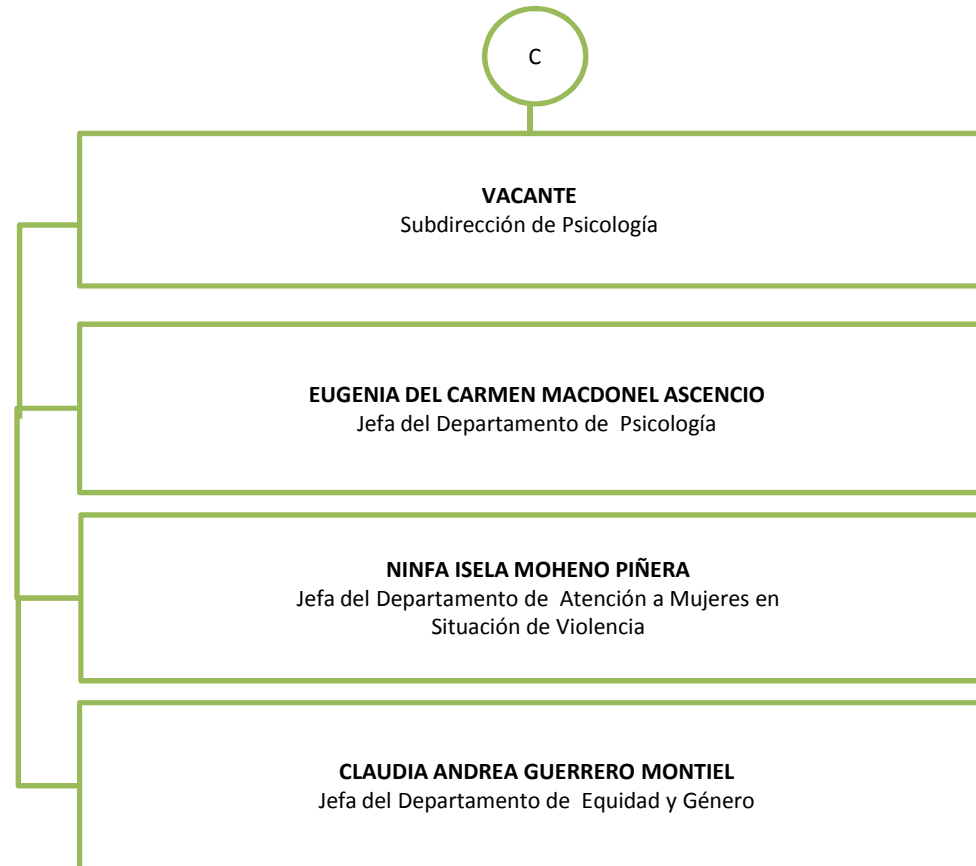 C
VACANTE
Subdirección de Psicología
EUGENIA DEL CARMEN MACDONEL ASCENCIO
Jefa del Departamento de  Psicología
NINFA ISELA MOHENO PIÑERA
Jefa del Departamento de  Atención a Mujeres en
Situación de Violencia
CLAUDIA ANDREA GUERRERO MONTIEL
Jefa del Departamento de  Equidad y Género